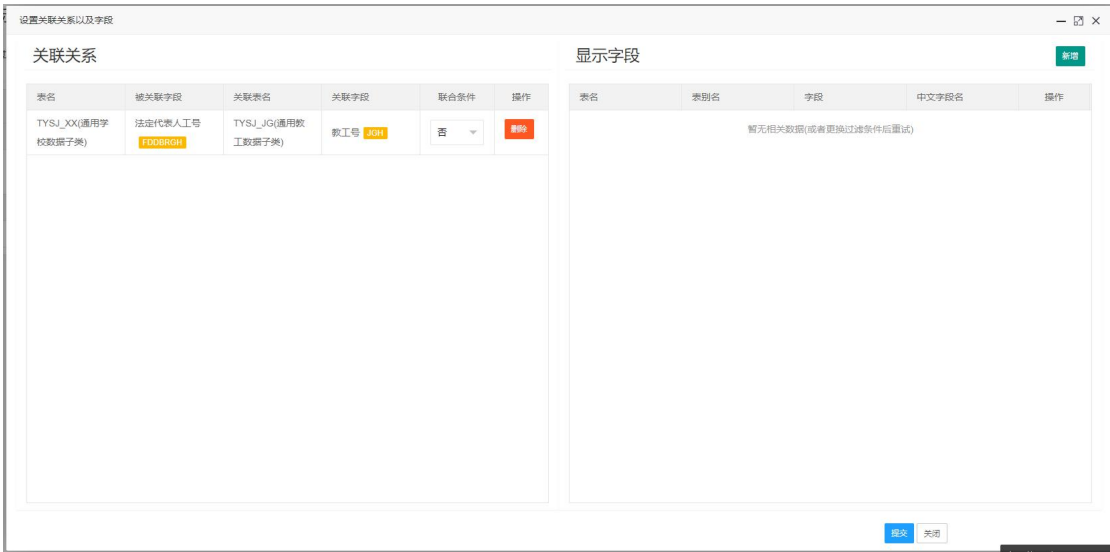 设置关联关系以及字段
关联关系
表名 被关联字段 关联表名 关联字段 联合条件 操作
TYSJ_XX(通用学
校数据子类)
法定代表人工号
FDDBRGH
TYSJ_JG(通用教
工数据子类)
教工号 JGH
否
删除
显示字段
新增
表名 表别名 字段 中文字段名 操作
暂无相关数据(或者更换过滤条件后重试)
提交 关闭